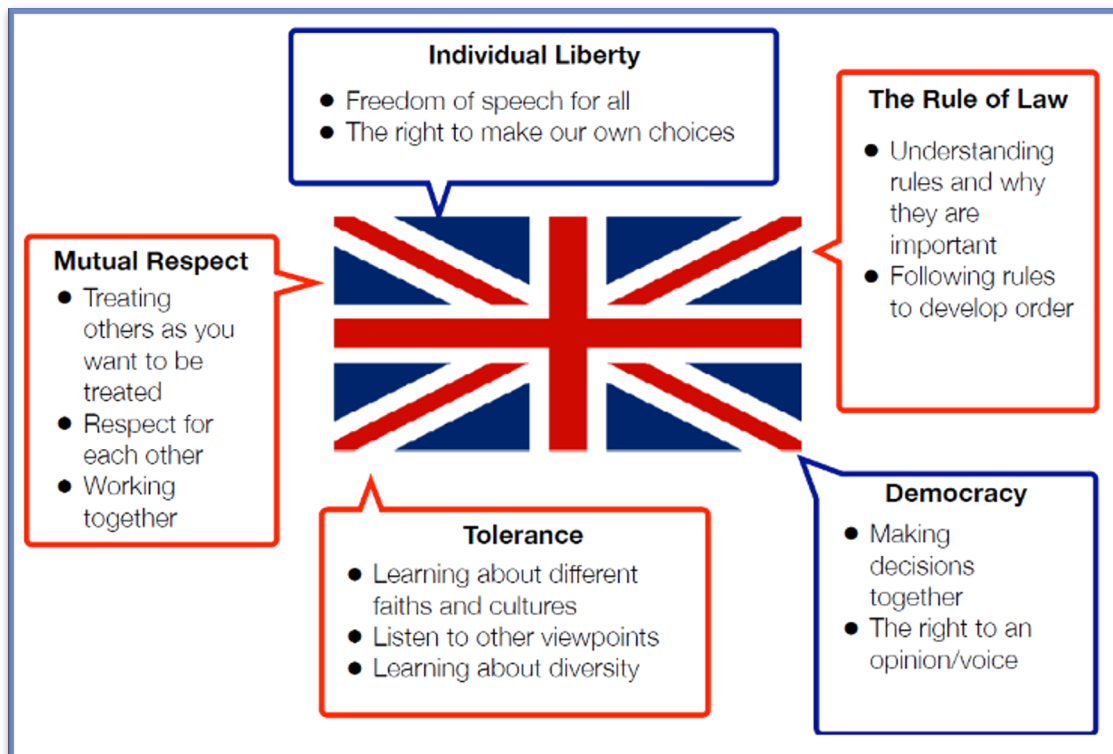 Individual Liberty
● Freedom of speech for all
● The right to make our own choices
The Rule of Law
● Understanding
rules and why
they are
important
● Following rules
to develop order
Mutual Respect
● Treating
others as you
want to be
treated
● Respect for
each other
● Working
together
Tolerance
● Learning about different
faiths and cultures
● Listen to other viewpoints
● Learning about diversity
Democracy
● Making
decisions
together
● The right to an
opinion/voice